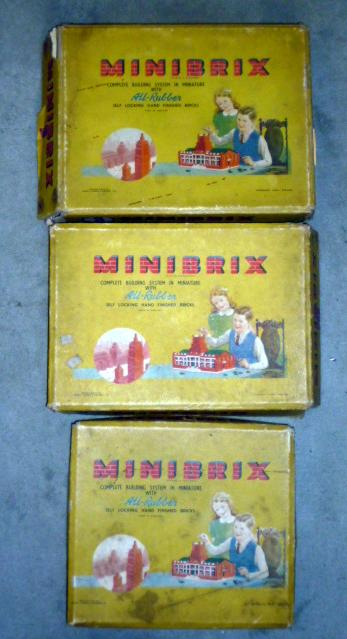 MINIBRIX
MINIBRIX
COMPLETE BUILDING SYSTEM IN MINIATURE
WITH
All-Rubber
SELF LOCKING HAND FINISHED BRICKS
MINIBRIX
COMPLETE BUILDING SYSTEM IN MINIATURE
WITH
All-Rubber
SELF LOCKING HAND FINISHED BRICKS
MINIBRIX
COMPLETE BUILDING SYSTEM IN MINIATURE
WITH
All-Rubber
SELF LOCKING HAND FINISHED BRICKS